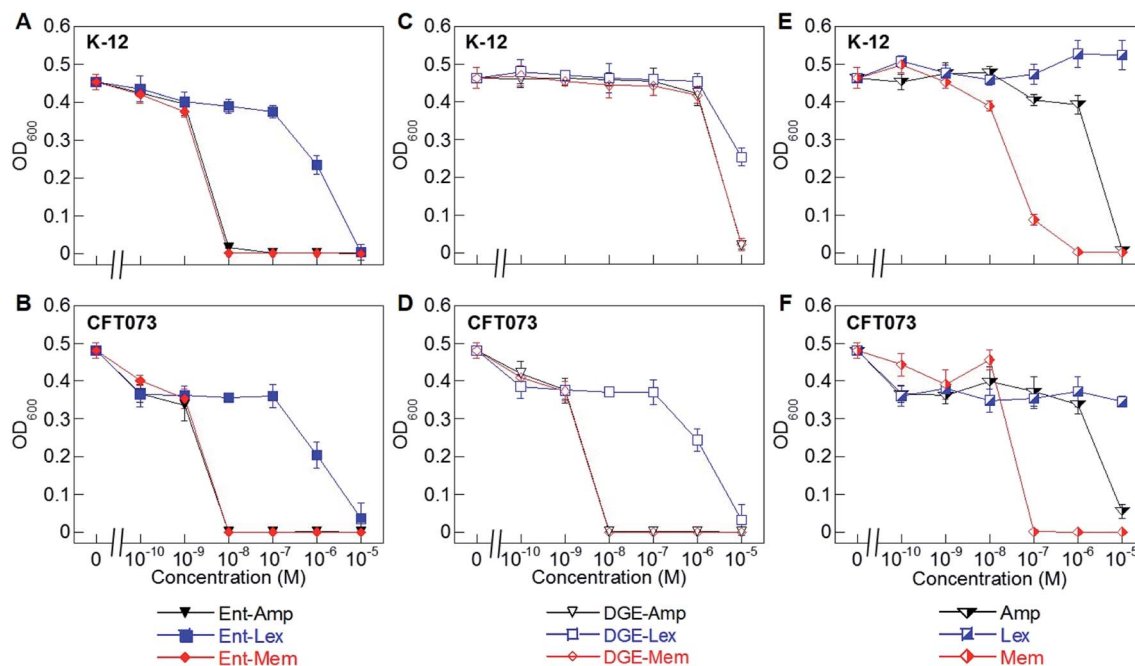 A
K-12
0.6
0.5
0.4
0.3
0.2
0.1
0
OD600
C
K-12
0.6
0.5
0.4
0.3
0.2
0.1
0
OD600
E
K-12
0.6
0.5
0.4
0.3
0.2
0.1
0
OD600
B
CFT073
0.6
0.5
0.4
0.3
0.2
0.1
0
OD600
0 10-10 10-9 10-8 10-7 10-6 10-5
Concentration (M)
Ent-Amp
Ent-Lex
Ent-Mem
D
CFT073
0.6
0.5
0.4
0.3
0.2
0.1
0
OD600
0 10-10 10-9 10-8 10-7 10-6 10-5
Concentration (M)
DGE-Amp
DGE-Lex
DGE-Mem
F
CFT073
0.6
0.5
0.4
0.3
0.2
0.1
0
OD600
0 10-10 10-9 10-8 10-7 10-6 10-5
Concentration (M)
Amp
Lex
Mem